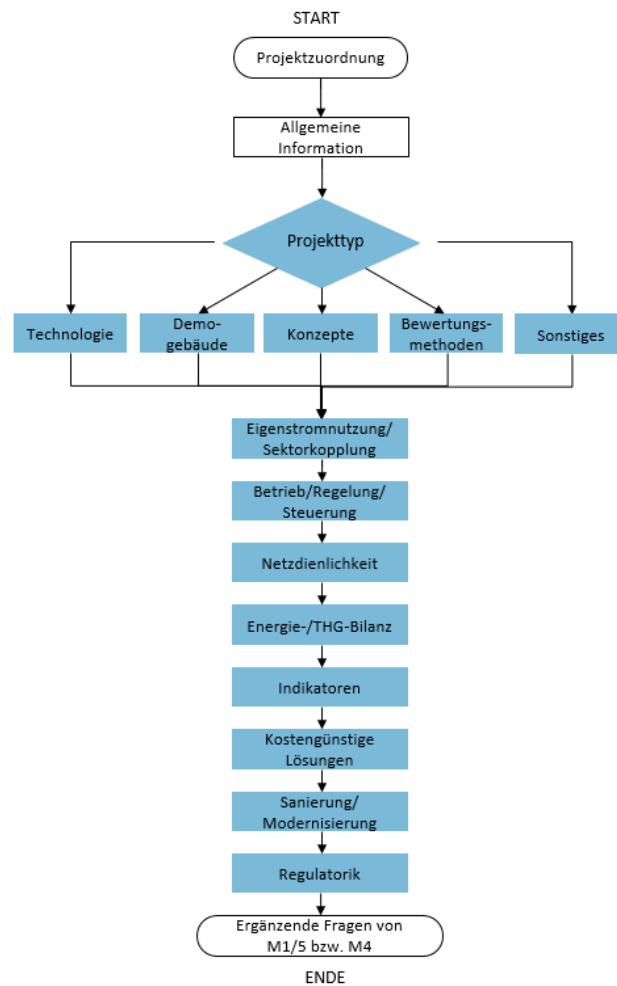 START
Projektzuordnung
Allgemeine
Information
Projekttyp
Technologie
Demo-
gebäude
Konzepte
Bewertungs-
methoden
Sonstiges
Eigenstromnutzung/
Sektorkopplung
Betrieb/Regelung/
Steuerung
Netzdienlichkeit
Energie-/THG-Bilanz
Indikatoren
Kostengünstige
Lösungen
Sanierung/
Modernisierung
Regulatorik
Ergänzende Fragen von
M1/5 bzw. M4
ENDE